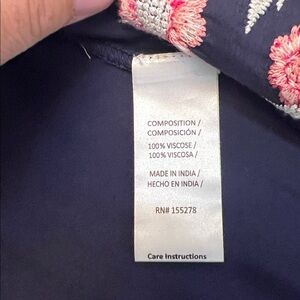 COMPOSITION /
COMPOSICIÓN /
100% VISCOSE /
100% VISCOSA /
MADE IN INDIA /
HECHO EN INDIA /
RN# 155278
Care Instructions